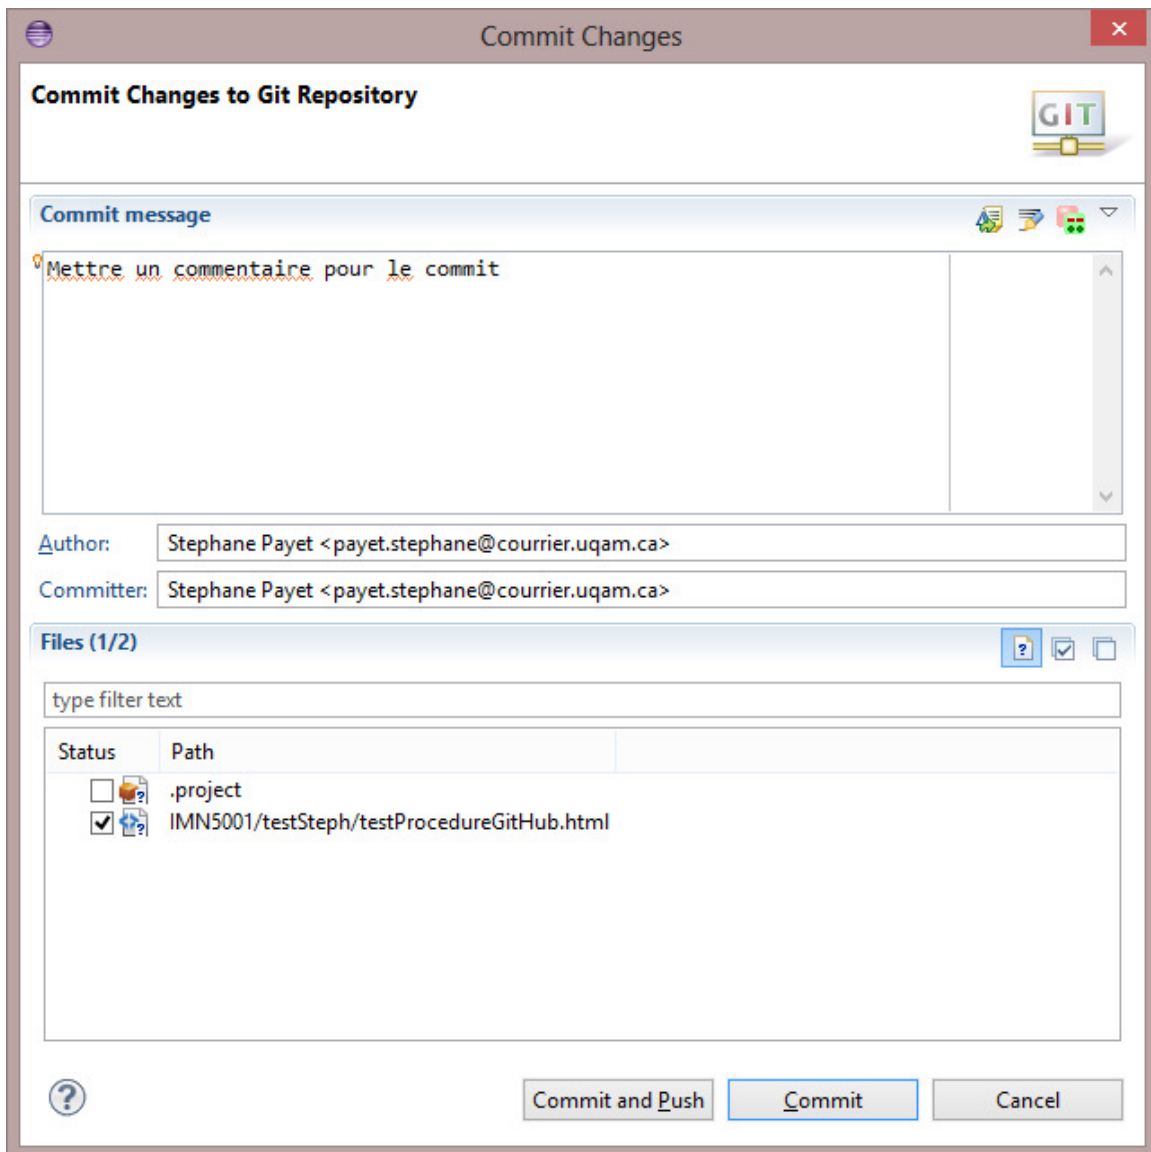 Commit Changes
Commit Changes to Git Repository
GIT
Commit message
Mettre un commentaire pour le commit
Author: Stephane Payet <payet.stephane@courrier.uqam.ca>
Committer: Stephane Payet <payet.stephane@courrier.uqam.ca>
Files (1/2)
type filter text
Status Path
.project
IMN5001/testSteph/testProcedureGitHub.html
Commit and Push Commit Cancel